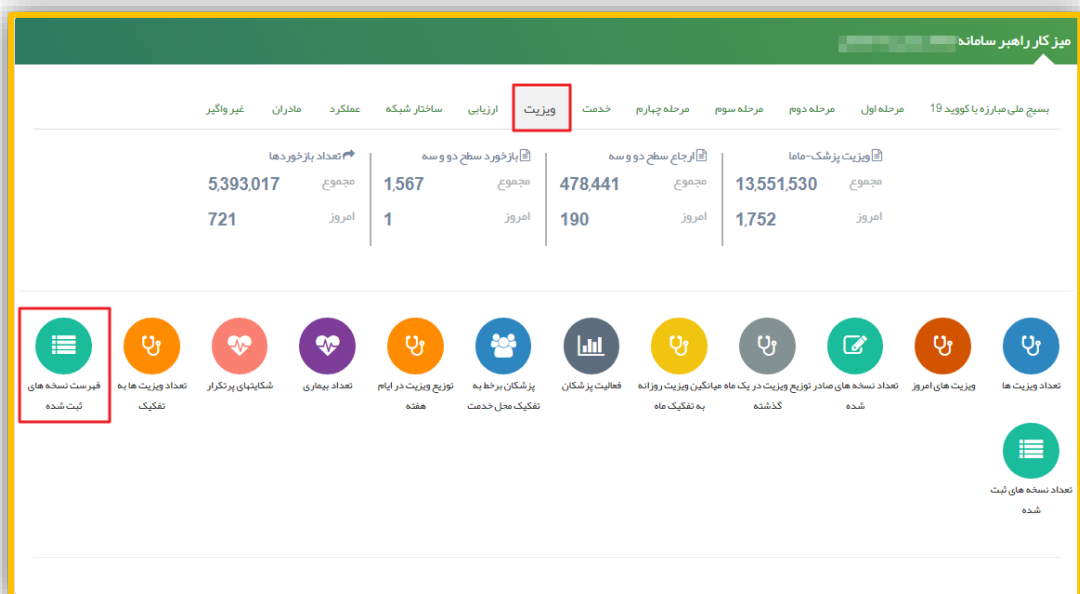 میز کار راهبر سامانه
بسیج ملی مبارزه با کووید 19 مرحله اول مرحله دوم مرحله سوم مرحله چهارم خدمت ویزیت ارزیابی ساختار شبکه عملکرد مادران غیر واگیر
ویزیت پزشک-ماما
مجموع 13,551,530
امروز 1,752
ارجاع سطح دو و سه
مجموع 478,441
امروز 190
بازخورد سطح دو و سه
مجموع 1,567
امروز 1
تعداد بازخوردها
مجموع 5,393,017
امروز 721
تعداد ویزیت ها
ویزیت های امروز
تعداد نسخه های صادر
شده
توزیع ویزیت در یک ماه
گذشته
میانگین ویزیت روزانه
به تفکیک ماه
فعالیت پزشکان
پزشکان برخط به
تفکیک محل خدمت
توزیع ویزیت در ایام
هفته
تعداد بیماری
شکایتهای پرتکرار
تعداد ویزیت ها به
تفکیک
فهرست نسخه های
ثبت شده
تعداد نسخه های ثبت
شده